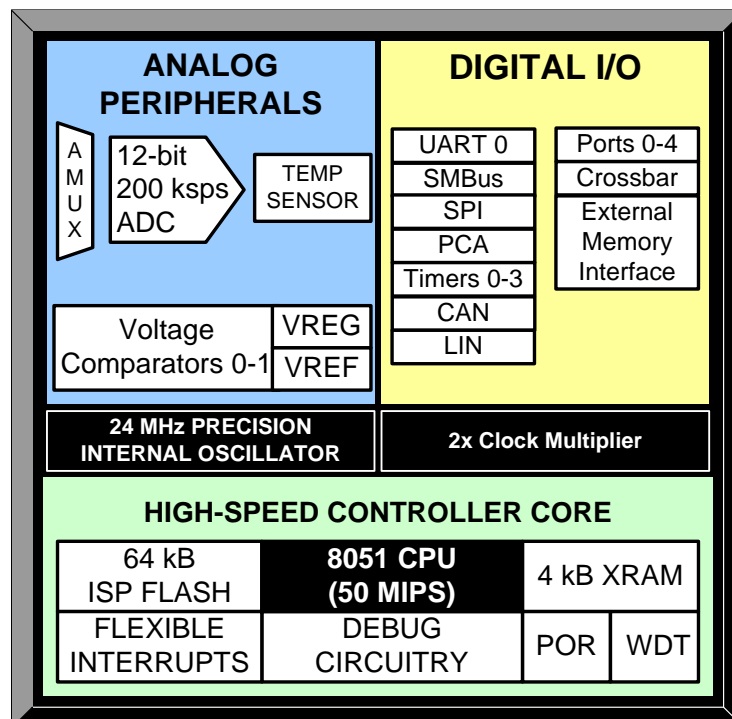 ANALOG
PERIPHERALS
A
M
U
X
12-bit
200 ksps
ADC
TEMP
SENSOR
Voltage
Comparators 0-1
VREG
VREF
DIGITAL I/O
UART 0
SMBus
SPI
PCA
Timers 0-3
CAN
LIN
Ports 0-4
Crossbar
External
Memory
Interface
24 MHz PRECISION
INTERNAL OSCILLATOR
2x Clock Multiplier
HIGH-SPEED CONTROLLER CORE
64 kB
ISP FLASH
8051 CPU
(50 MIPS)
4 kB XRAM
FLEXIBLE
INTERRUPTS
DEBUG
CIRCUITRY
POR
WDT